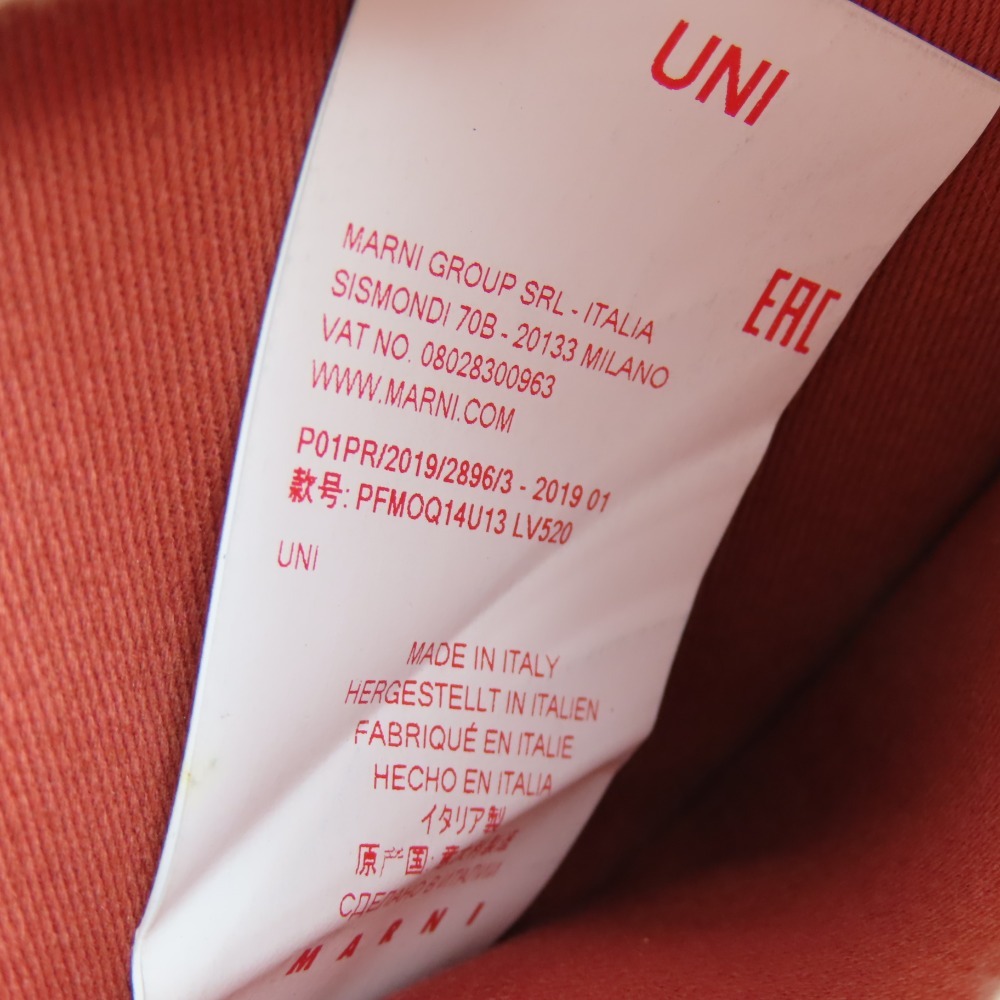 UNI
EAC
MARNI GROUP SRL - ITALIA
SISMONDI 70B - 20133 MILANO
VAT NO. 08028300963
WWW.MARNI.COM
P01PR/2019/2896/3 - 2019 01
款号: PFMOQ14U13 LV520
UNI
MADE IN ITALY
HERGESTELLT IN ITALIEN
FABRIQUÉ EN ITALIE
HECHO EN ITALIA
イタリア製
原产国:
СДЕЛАНО В ИТАЛИИ
MARNI